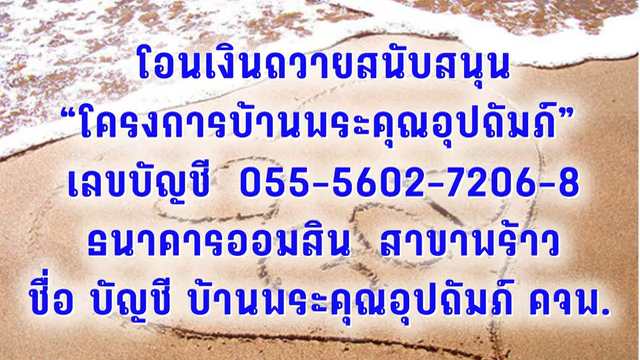 โอนเงินถวายสนับสนุน
“โครงการบ้านพระคุณอุปถัมภ์”
เลขบัญชี 055-5602-7206-8
ธนาคารออมสิน สาขาพร้าว
ชื่อ บัญชี บ้านพระคุณอุปถัมภ์ คจพ.